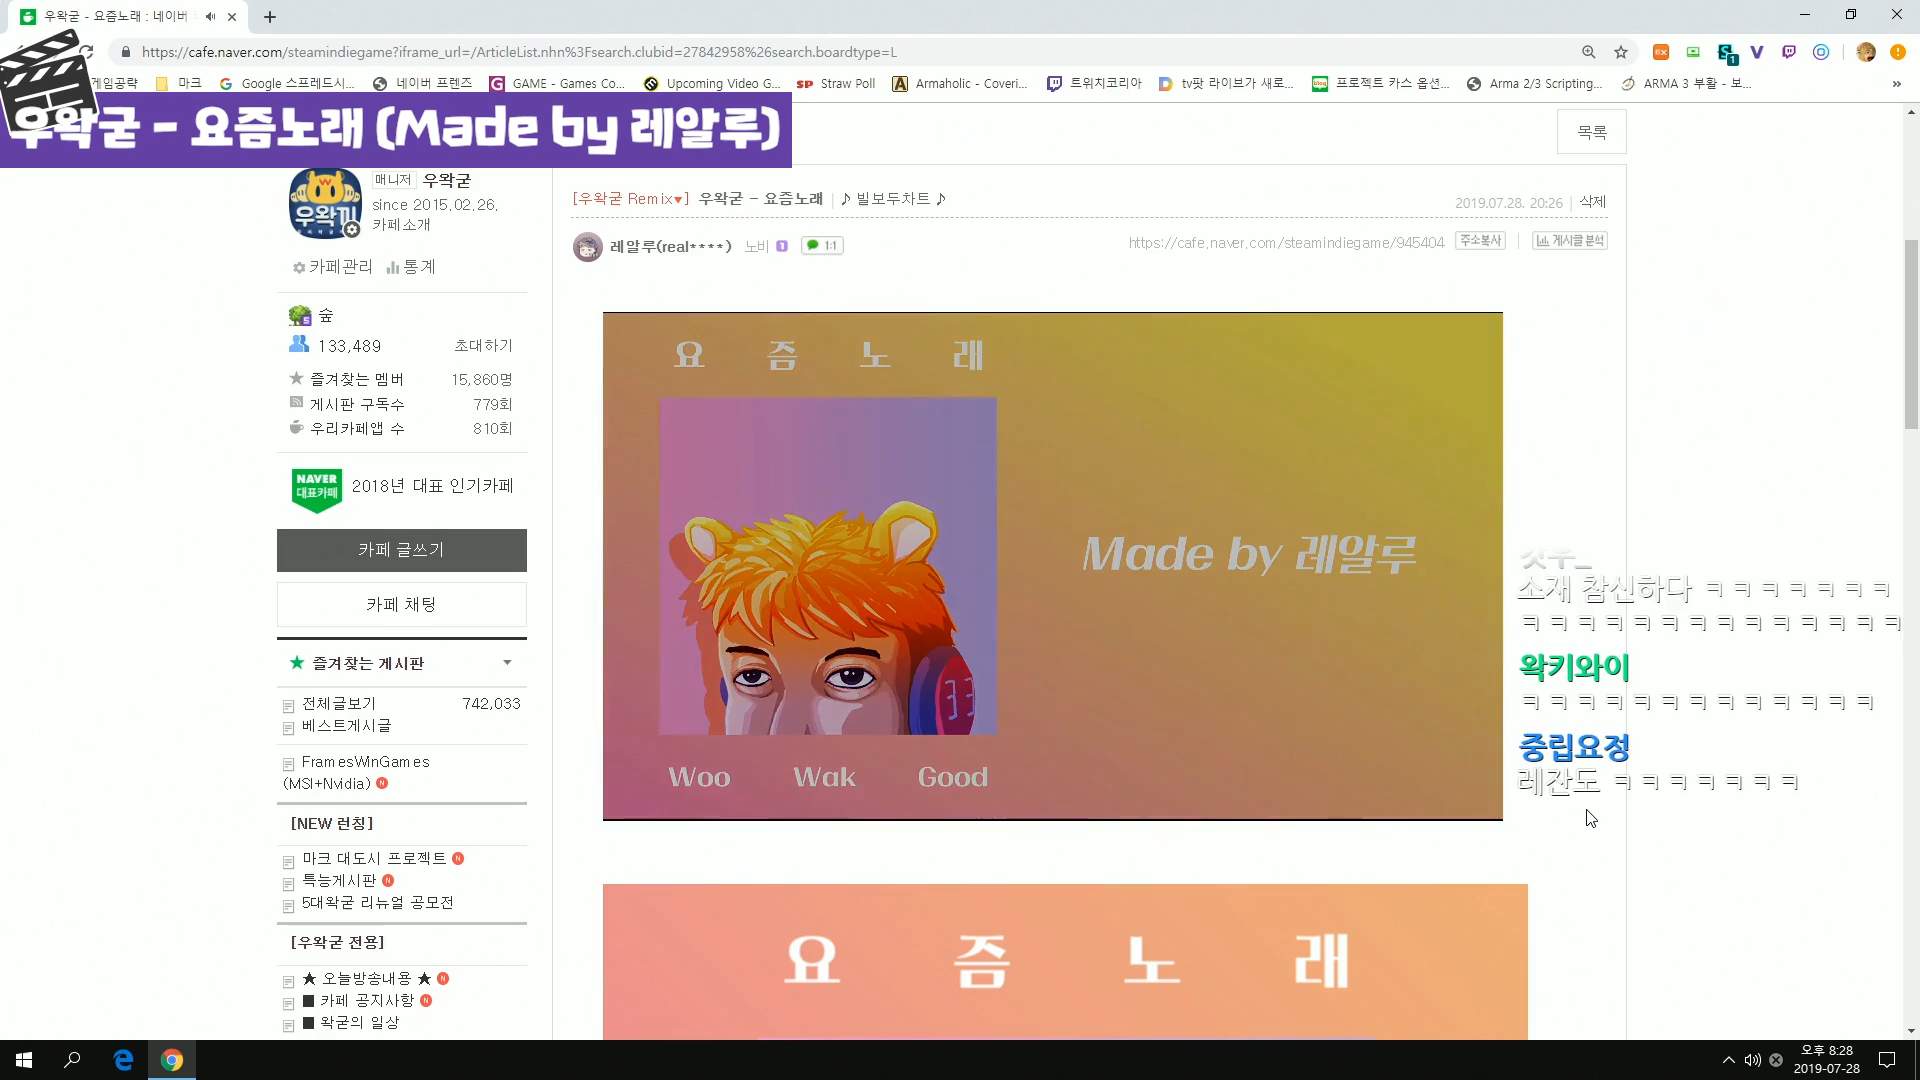 우왁굳 - 요즘노래 : 네이버
https://cafe.naver.com/steamindiegame?iframe_url=/ArticleList.nhn%3Fsearch.clubid=27842958%26search.boardtype=L
게임공략
마크
Google 스프레드시...
네이버 프렌즈
GAME - Games Co...
Upcoming Video G...
Straw Poll
Armaholic - Coveri...
트위치코리아
tv팟 라이브가 새로...
프로젝트 카스 옵션...
Arma 2/3 Scripting...
ARMA 3 부활 - 보...
우왁굳 - 요즘노래 (Made by 레알루)
목록
매니저 우왁굳
우왁끼
since 2015.02.26.
카페소개
카페관리 통계
숲
133,489 초대하기
즐겨찾는 멤버 15,860명
게시판 구독수 779회
우리카페앱 수 810회
NAVER
대표카페
2018년 대표 인기카페
카페 글쓰기
카페 채팅
즐겨찾는 게시판
전체글보기 742,033
베스트게시글
FramesWinGames
(MSI+Nvidia) N
[NEW 런칭]
마크 대도시 프로젝트 N
특능게시판 N
5대왁굳 리뉴얼 공모전
[우왁굳 전용]
★ 오늘방송내용 ★ N
■ 카페 공지사항 N
■ 왁굳의 일상
[우왁굳 Remix▾] 우왁굳 - 요즘노래 | ♪ 빌보두차트 ♪
2019.07.28. 20:26 | 삭제
레알루(real****) 노비 1 1:1
https://cafe.naver.com/steamindiegame/945404 주소복사 | 게시글 분석
요 즘 노 래
33
Made by 레알루
Woo Wak Good
요 즘 노 래
소재 참신하다 ㅋㅋㅋㅋㅋㅋㅋ
ㅋㅋㅋㅋㅋㅋㅋㅋㅋㅋㅋㅋㅋㅋ
왁키와이
ㅋㅋㅋㅋㅋㅋㅋㅋㅋㅋㅋㅋㅋ
중립요정
레잔도 ㅋㅋㅋㅋㅋㅋㅋ
오후 8:28
2019-07-28